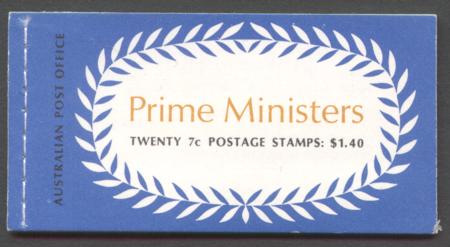 AUSTRALIAN POST OFFICE
Prime Ministers
TWENTY 7c POSTAGE STAMPS: $1.40